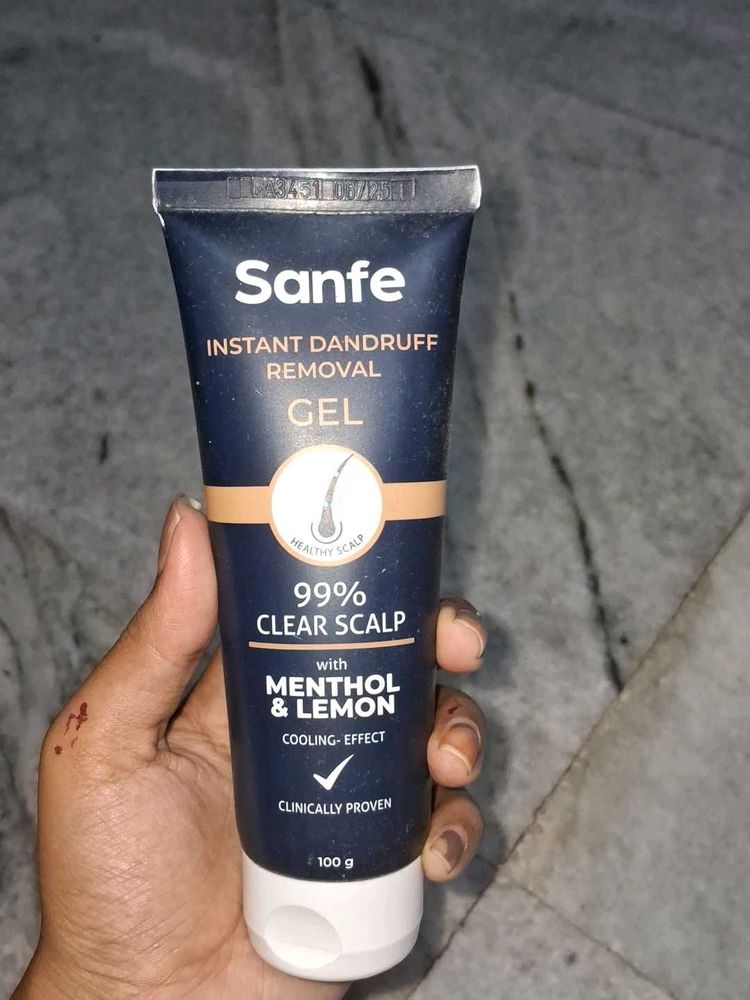 BA3451 06/25
Sanfe
INSTANT DANDRUFF
REMOVAL
GEL
HEALTHY SCALP
99%
CLEAR SCALP
with
MENTHOL
& LEMON
COOLING- EFFECT
CLINICALLY PROVEN
100 g